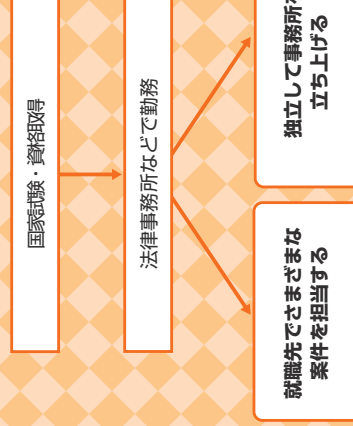 国家試験・資格取得
法律事務所などで勤務
独立して事務所
立ち上げる
就職先でさまざまな
案件を担当する